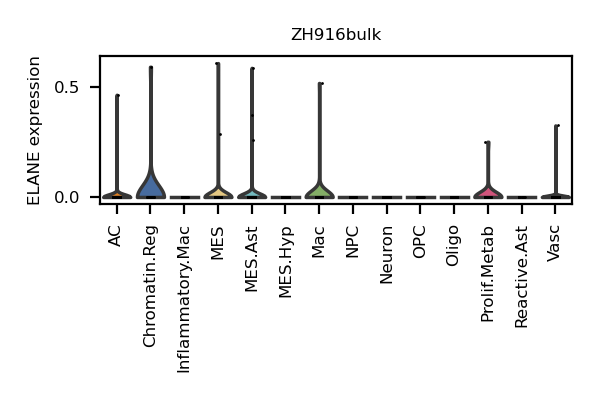 ZH916bulk
ELANE expression
0.5
0.0
AC
Chromatin.Reg
Inflammatory.Mac
MES
MES.Ast
MES.Hyp
Mac
NPC
Neuron
OPC
Oligo
Prolif.Metab
Reactive.Ast
Vasc